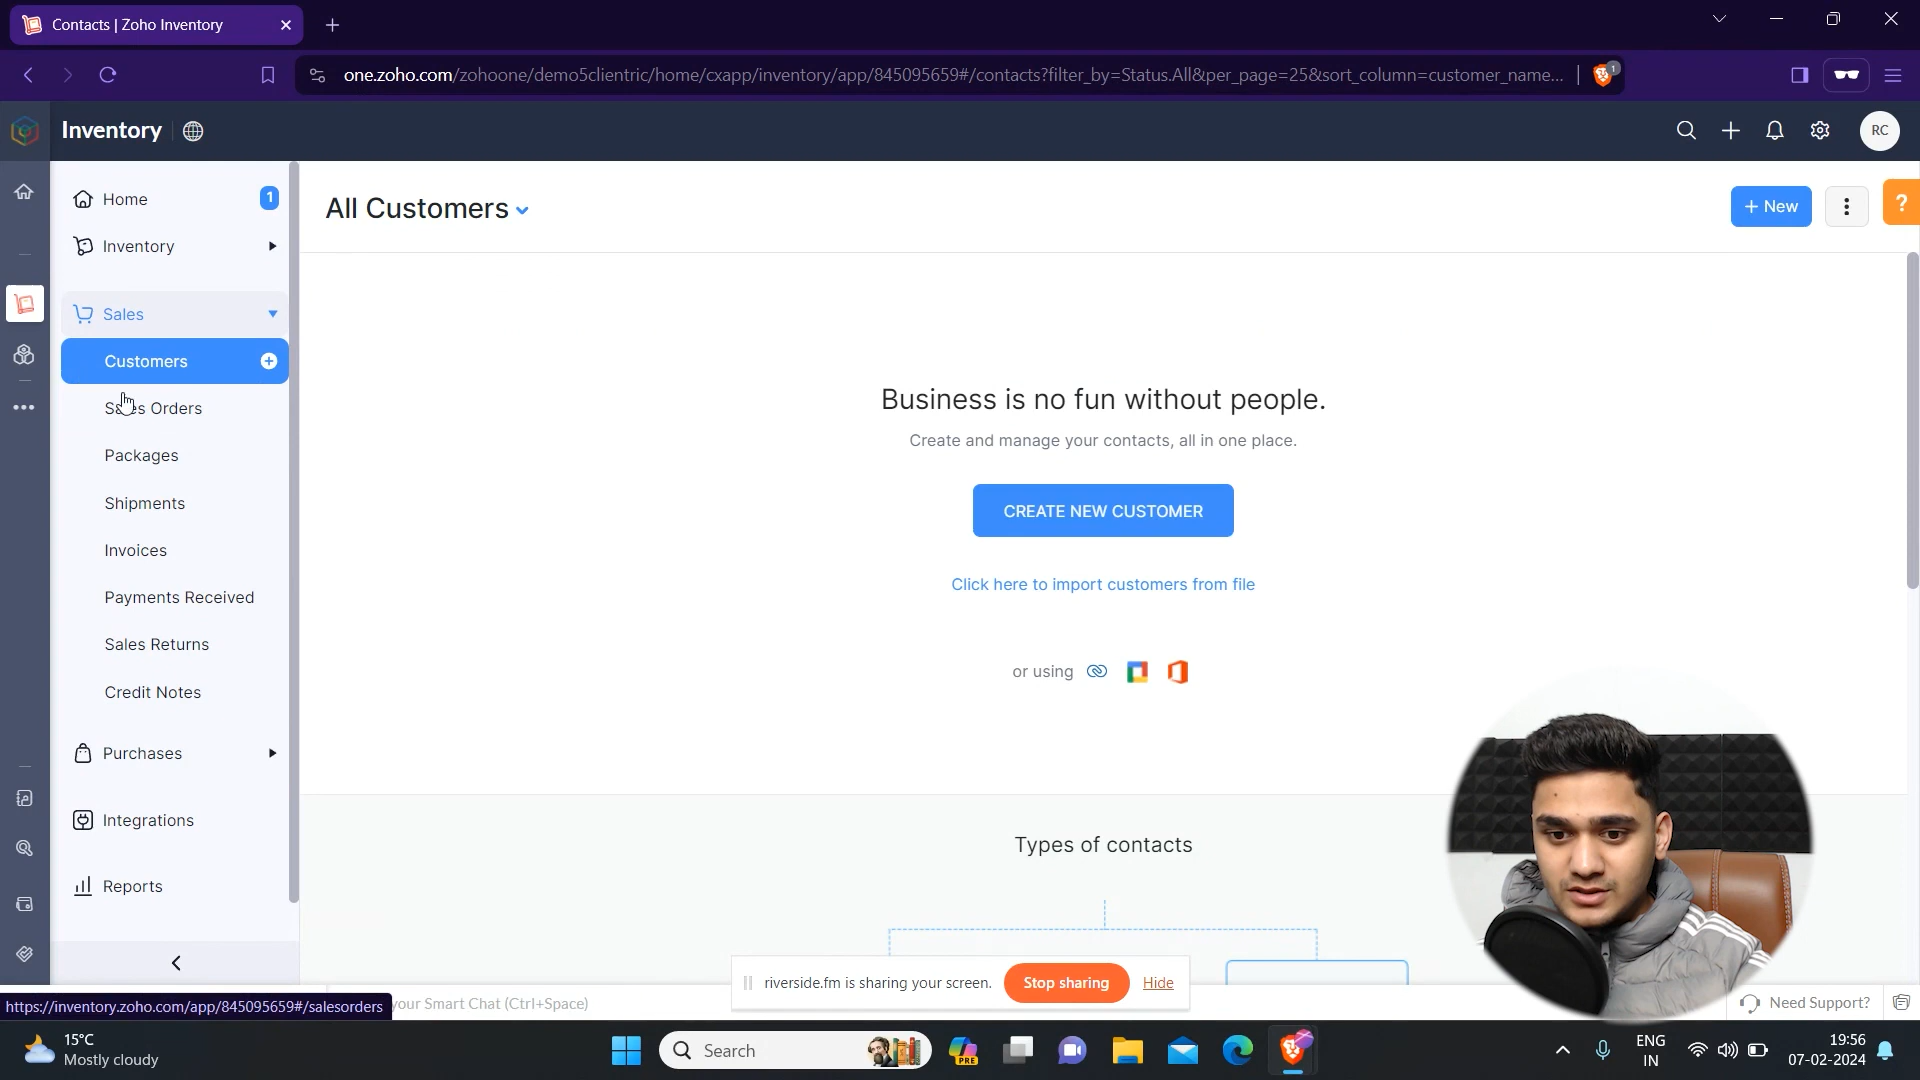 Contacts | Zoho Inventory
one.zoho.com/zohoone/demo5clientric/home/cxapp/inventory/app/845095659#/contacts?filter_by=Status.All&per_page=25&sort_column=customer_name...
1
Inventory
RC
Home
1
Inventory
Sales
Customers
Sales Orders
Packages
Shipments
Invoices
Payments Received
Sales Returns
Credit Notes
Purchases
Integrations
Reports
All Customers
+ New
?
Business is no fun without people.
Create and manage your contacts, all in one place.
CREATE NEW CUSTOMER
Click here to import customers from file
or using
Types of contacts
riverside.fm is sharing your screen.
Stop sharing
Hide
https://inventory.zoho.com/app/845095659#/salesorders
your Smart Chat (Ctrl+Space)
Need Support?
15°C
Mostly cloudy
Search
PRE
ENG
IN
19:56
07-02-2024